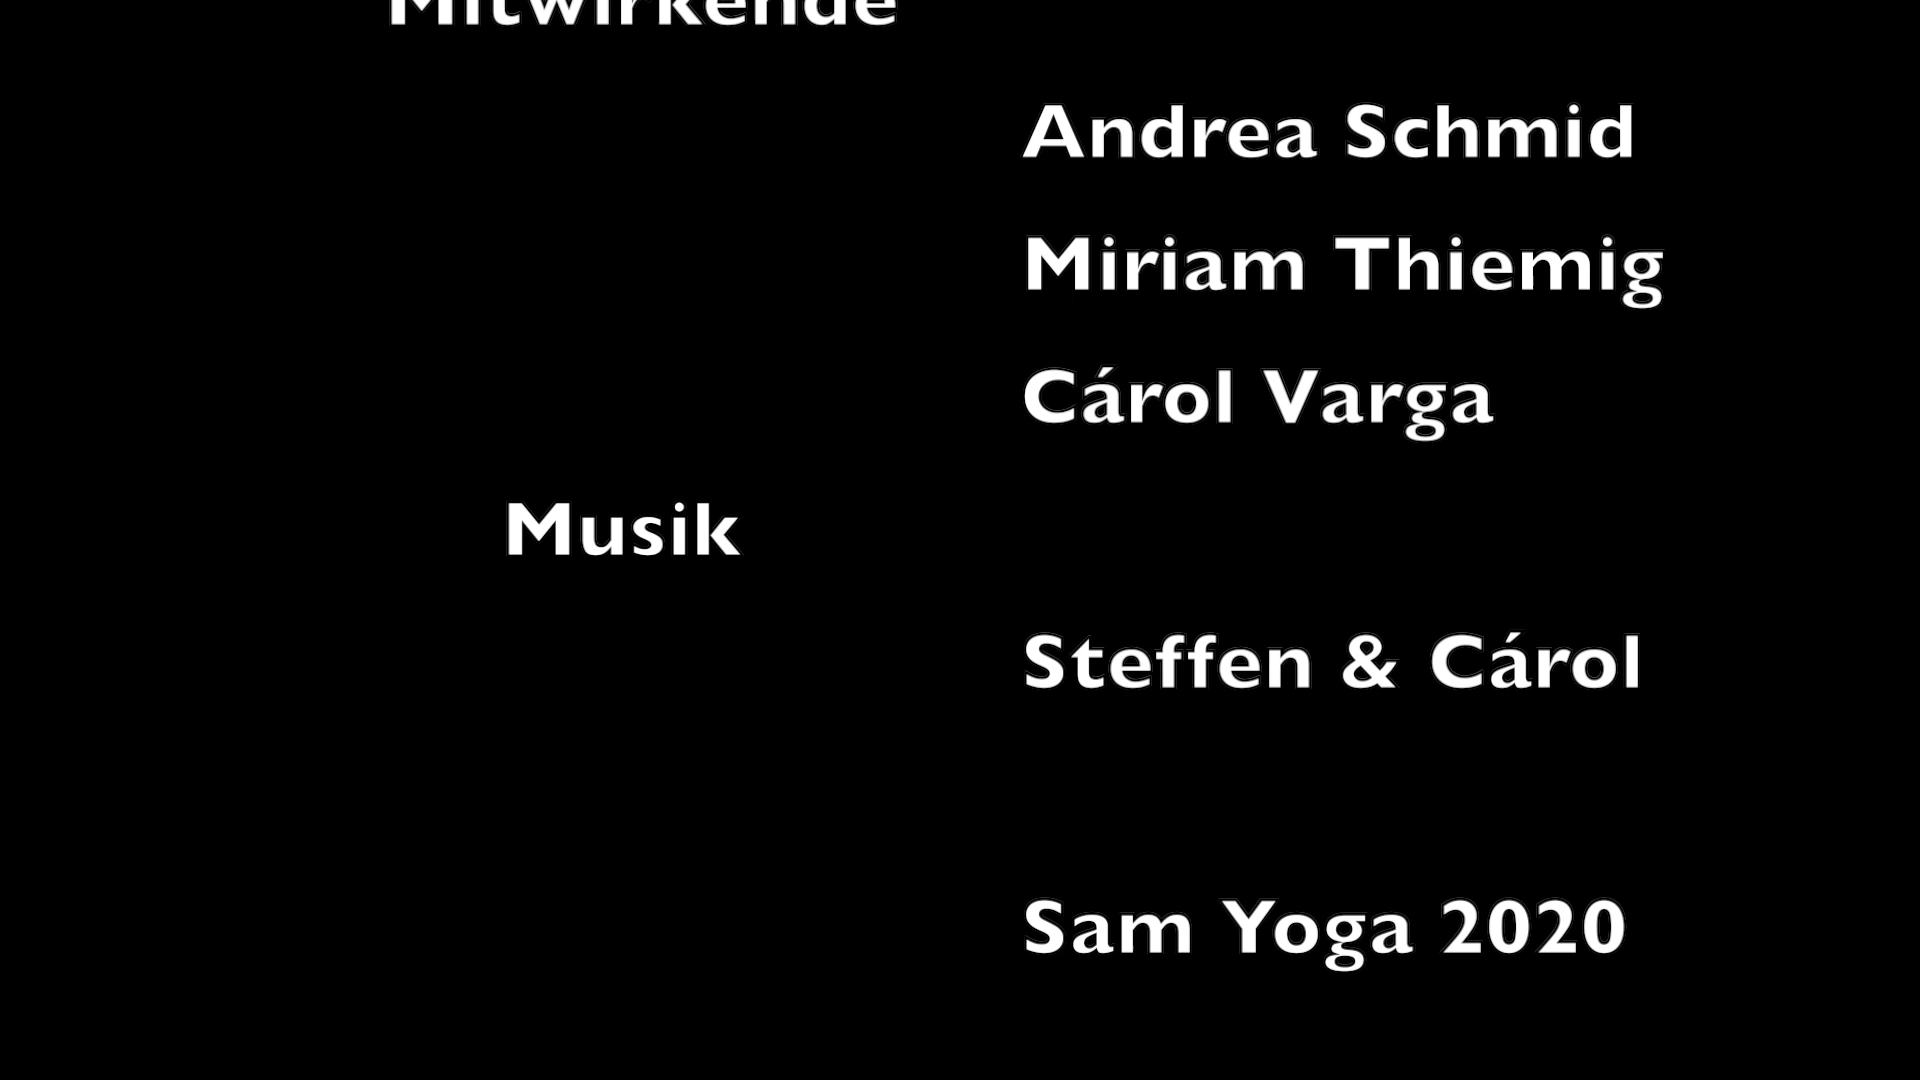 Mitwirkende
Andrea Schmid
Miriam Thiemig
Cárol Varga
Musik
Steffen & Cárol
Sam Yoga 2020